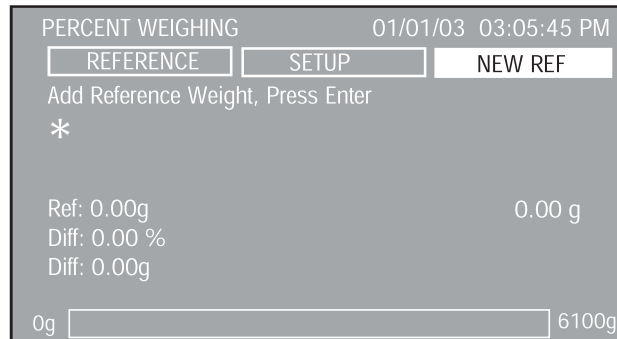 PERCENT WEIGHING 01/01/03 03:05:45 PM
REFERENCE SETUP NEW REF
Add Reference Weight, Press Enter
*
Ref: 0.00g 0.00 g
Diff: 0.00 %
Diff: 0.00g
0g 6100g